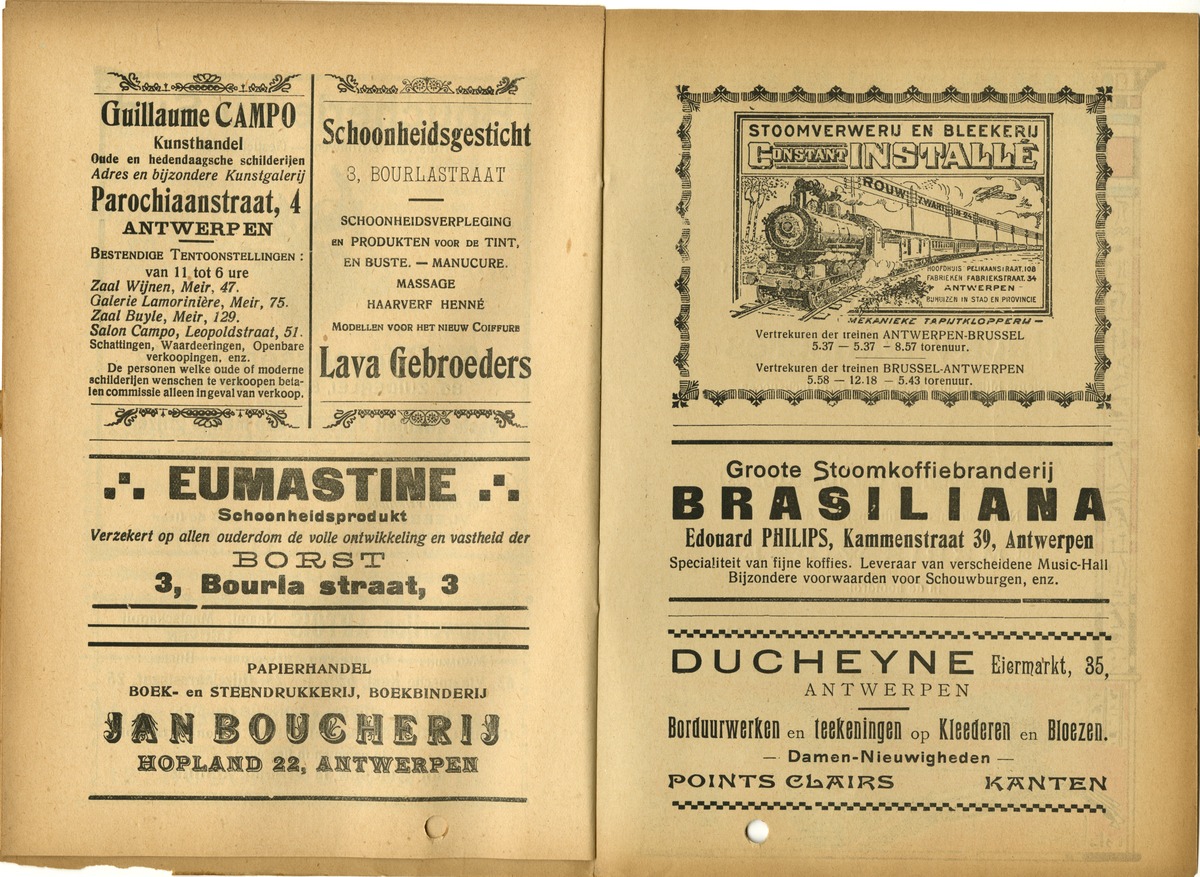 Guillaume CAMPO
Kunsthandel
Oude en hedendaagsche schilderijen
Adres en bijzondere Kunstgalerij
Parochiaanstraat, 4
ANTWERPEN
BESTENDIGE TENTOONSTELLINGEN :
van 11 tot 6 ure
Zaal Wijnen, Meir, 47.
Galerie Lamorinière, Meir, 75.
Zaal Buyle, Meir, 129.
Salon Campo, Leopoldstraat, 51.
Schattingen, Waardeeringen, Openbare
verkoopingen, enz.
De personen welke oude of moderne
schilderijen wenschen te verkoopen beta-
len commissie alleen in geval van verkoop.
Schoonheidsgesticht
3, BOURLASTRAAT
SCHOONHEIDSVERPLEGING
EN PRODUKTEN VOOR DE TINT,
EN BUSTE. — MANUCURE.
MASSAGE
HAARVERF HENNÉ
MODELLEN VOOR HET NIEUW COIFFURE
Lava Gebroeders
EUMASTINE
Schoonheidsprodukt
Verzekert op allen ouderdom de volle ontwikkeling en vastheid der
BORST
3, Bourla straat, 3
PAPIERHANDEL
BOEK- en STEENDRUKKERIJ, BOEKBINDERIJ
JAN BOUCHERIJ
HOPLAND 22, ANTWERPEN
STOOMVERWERIJ EN BLEEKERIJ
CONSTANT INSTALLÉ
ROUWZWART IN 24 UUREN
HOOFDHUIS PELIKAANSTRAAT, 108
FABRIEKEN FABRIEKSTRAAT. 34
ANTWERPEN
HULPHUIZEN IN STAD EN PROVINCIE
MEKANIEKE TAPIJTKLOPPERIJ —
Vertrekuren der treinen ANTWERPEN-BRUSSEL
5.37 — 5.37 - 8.57 torenuur.
Vertrekuren der treinen BRUSSEL-ANTWERPEN
5.58 — 12.18 — 5.43 torenuur.
Groote Stoomkoffiebranderij
BRASILIANA
Edouard PHILIPS, Kammenstraat 39, Antwerpen
Specialiteit van fijne koffies. Leveraar van verscheidene Music-Hall
Bijzondere voorwaarden voor Schouwburgen, enz.
DUCHEYNE Eiermarkt, 35,
ANTWERPEN
Borduurwerken en teekeningen op Kleederen en Bloezen.
— Damen-Nieuwigheden —
POINTS CLAIRS KANTEN